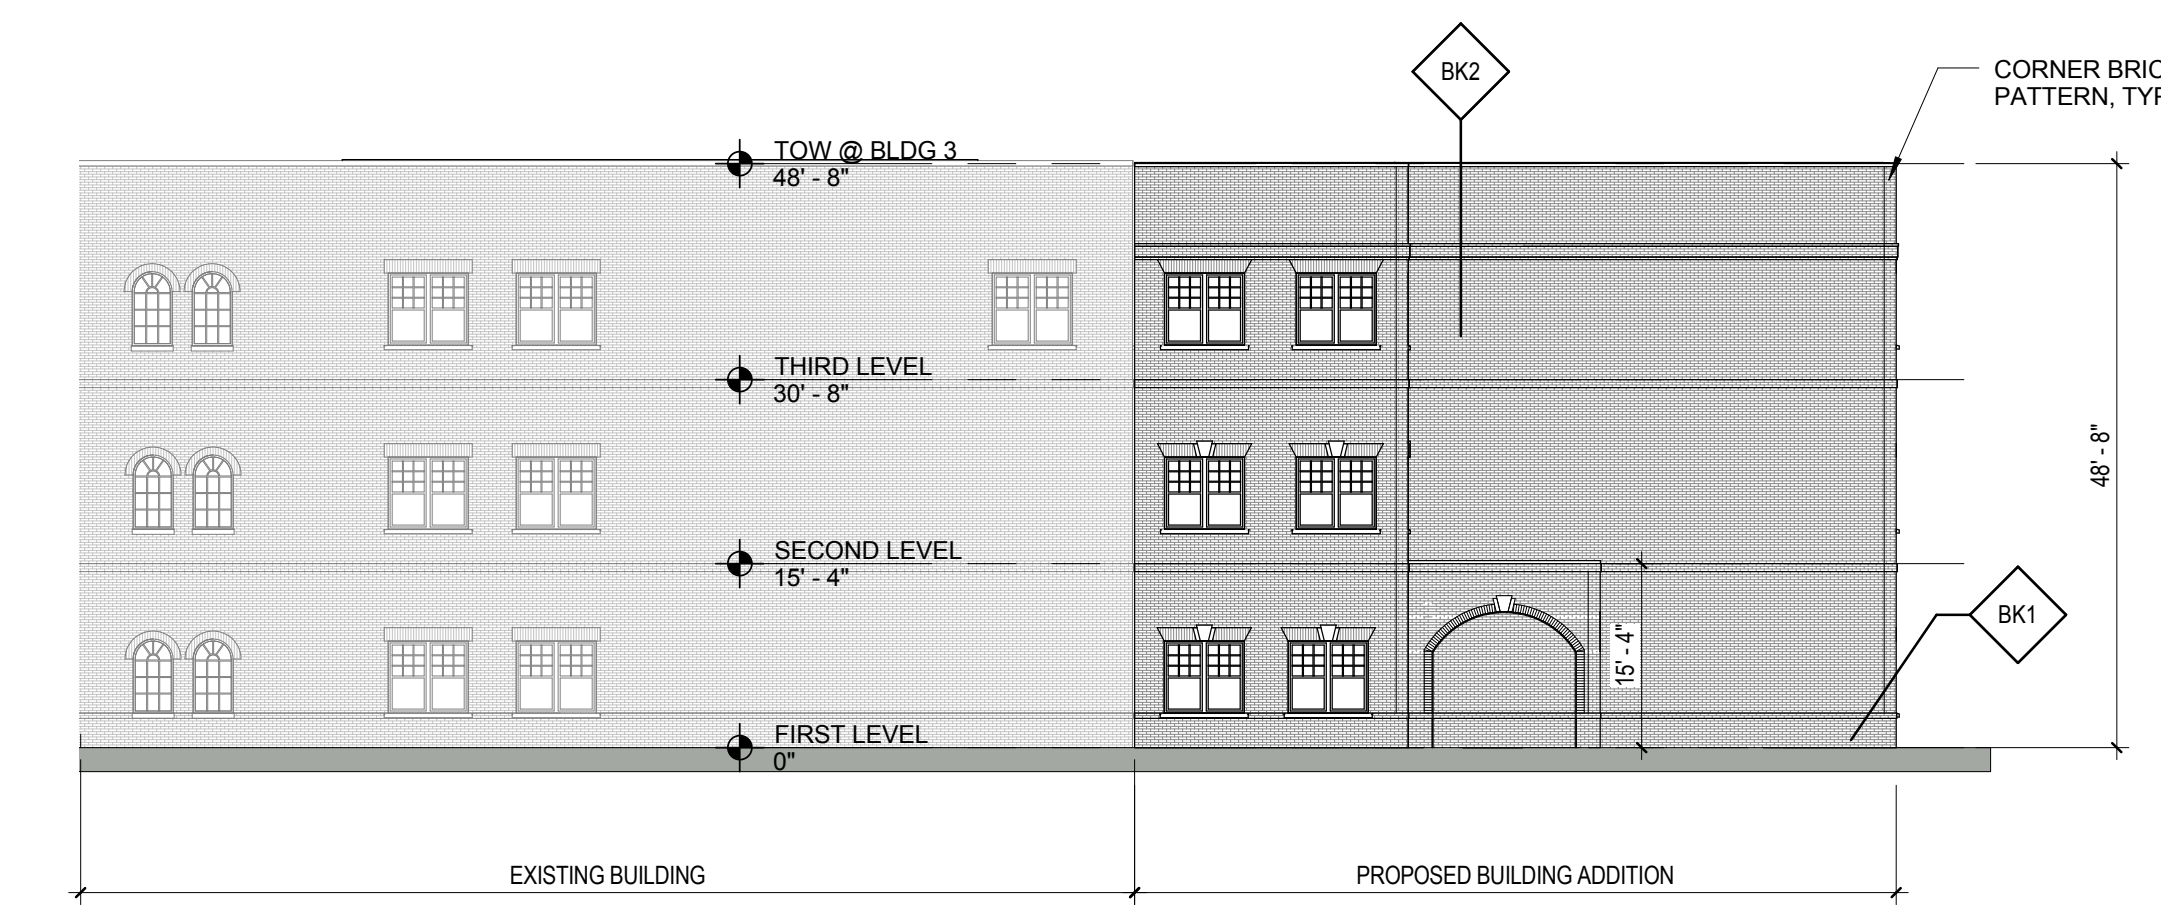 BK2
CORNER BRIC
PATTERN, TYP
TOW @ BLDG 3
48' - 8"
THIRD LEVEL
30' - 8"
48' - 8"
SECOND LEVEL
15' - 4"
15' - 4"
BK1
FIRST LEVEL
0"
EXISTING BUILDING
PROPOSED BUILDING ADDITION